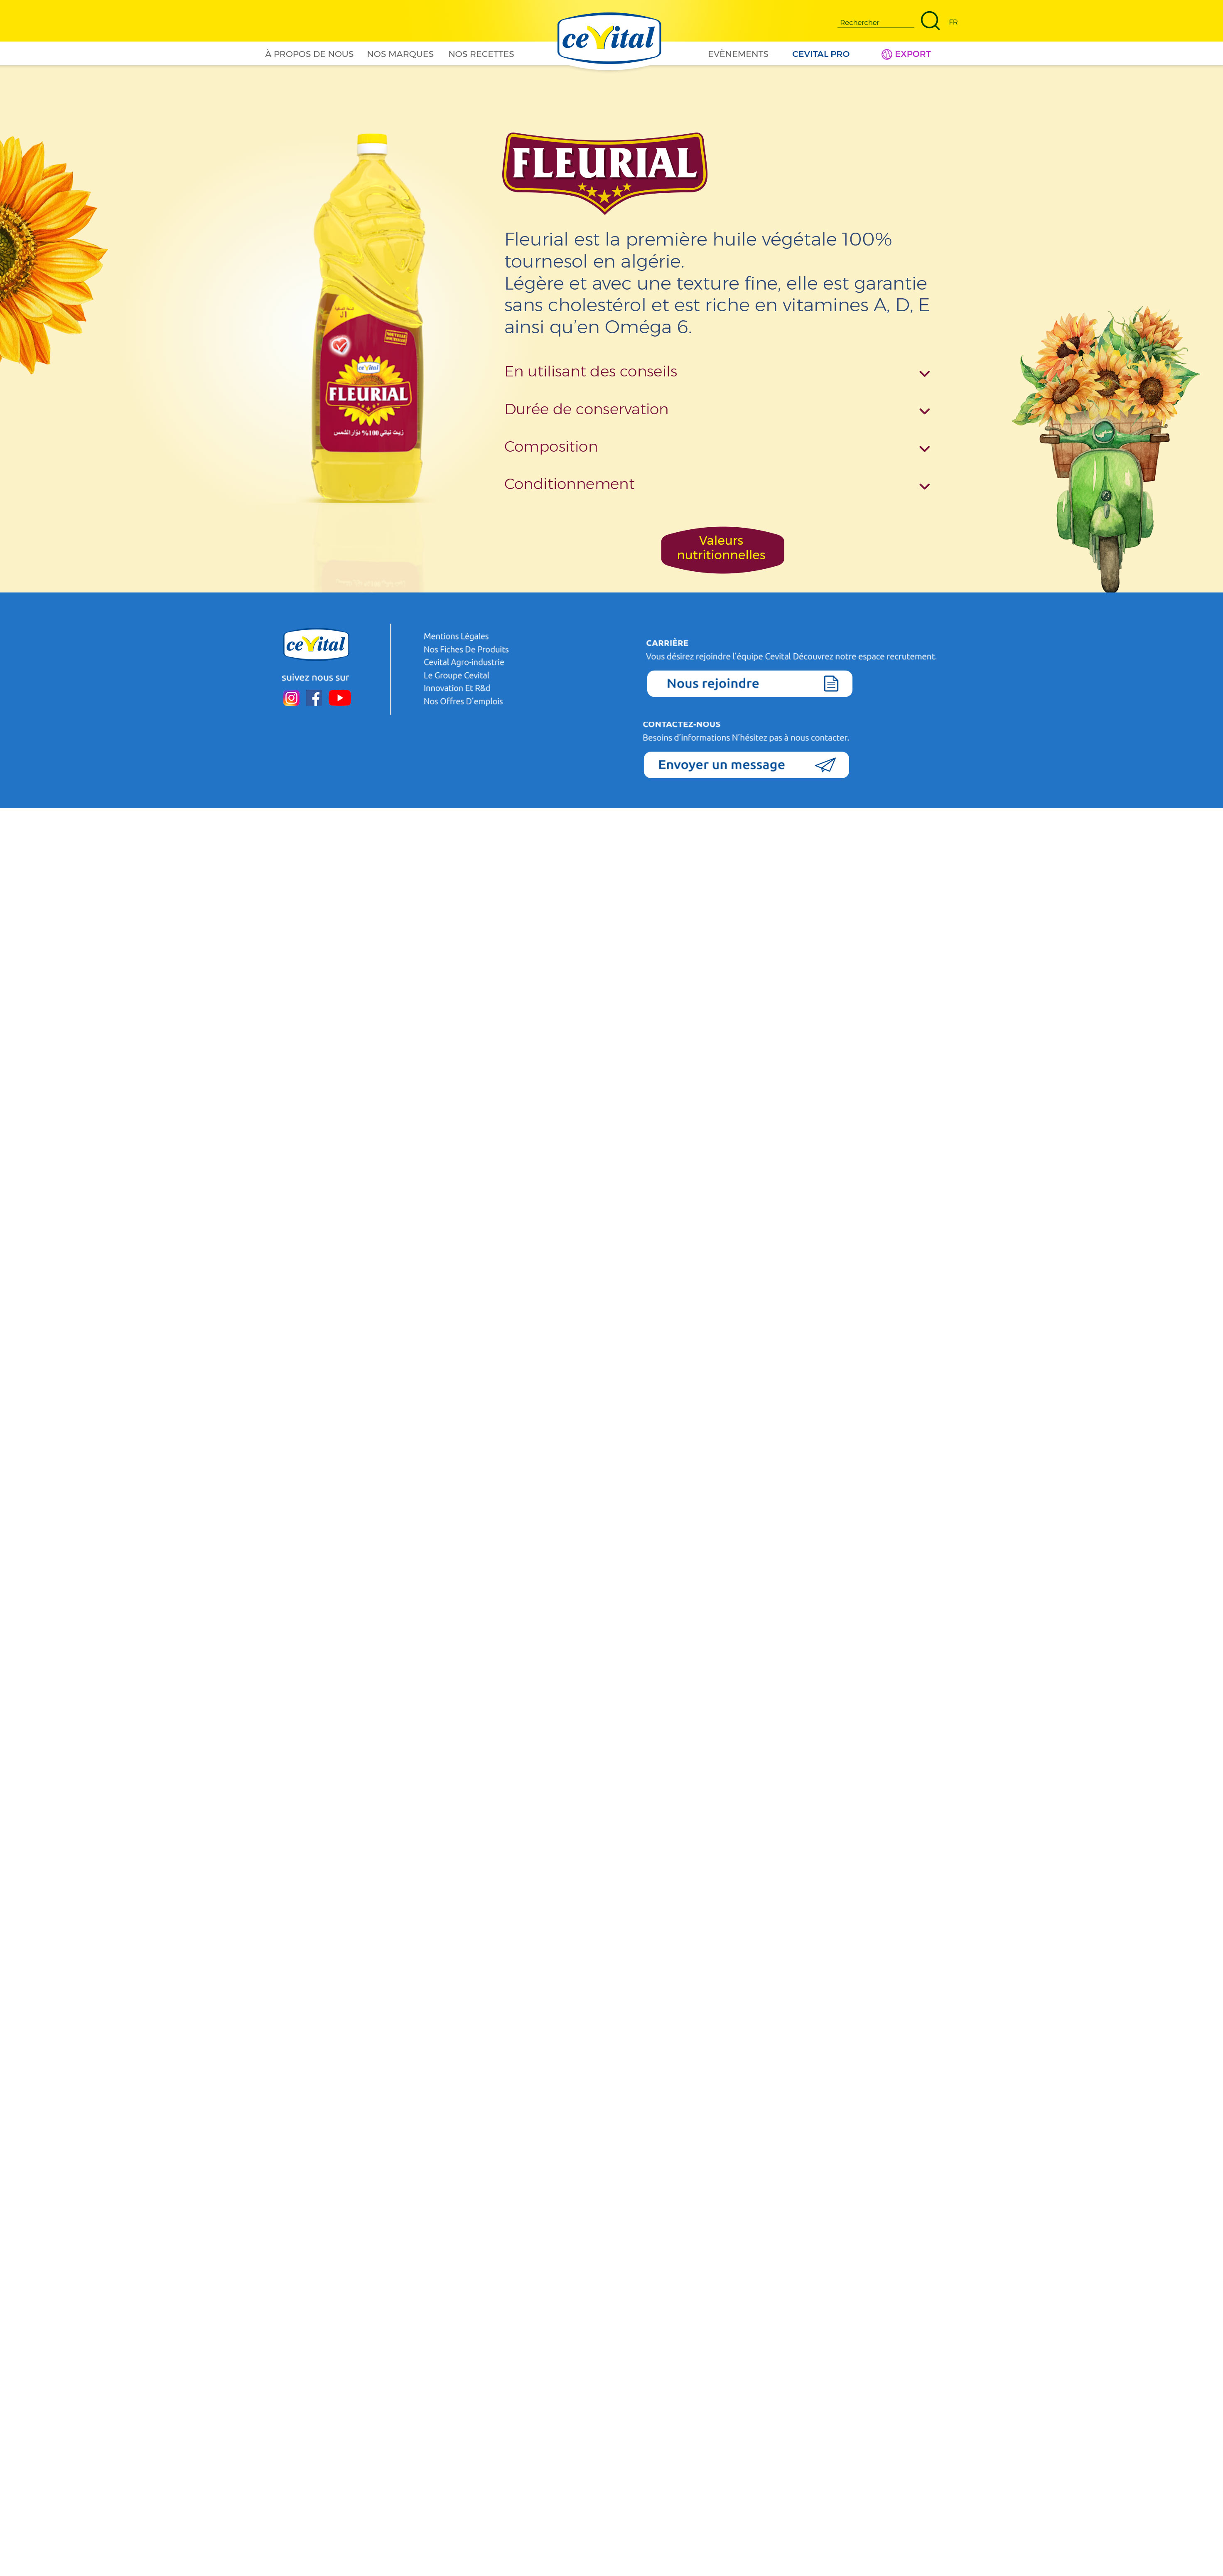 Rechercher
FR
À PROPOS DE NOUS
NOS MARQUES
NOS RECETTES
ceVital
EVÈNEMENTS
CEVITAL PRO
EXPORT
FLEURIAL
Fleurial est la première huile végétale 100%
tournesol en algérie.
Légère et avec une texture fine, elle est garantie
sans cholestérol et est riche en vitamines A, D, E
ainsi qu’en Oméga 6.
ceVital
FLEURIAL
زيت نباتي 100% دوّار الشمس
En utilisant des conseils
Durée de conservation
Composition
Conditionnement
Valeurs
nutritionnelles
ceVital
suivez nous sur
Mentions Légales
Nos Fiches De Produits
Cevital Agro-industrie
Le Groupe Cevital
Innovation Et R&d
Nos Offres D’emplois
CARRIÈRE
Vous désirez rejoindre l’équipe Cevital Découvrez notre espace recrutement.
Nous rejoindre
CONTACTEZ-NOUS
Besoins d’informations N’hésitez pas à nous contacter.
Envoyer un message